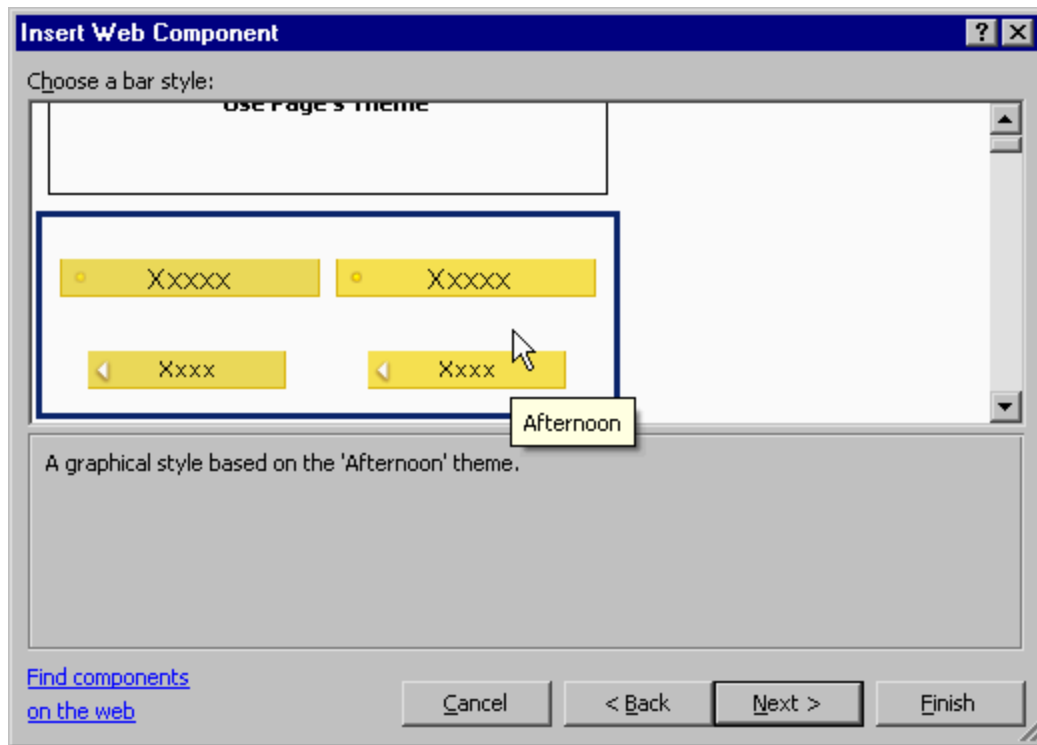 Insert Web Component
Choose a bar style:
Use Page's Theme
Xxxxx Xxxxx
Xxxx Xxxx
Afternoon
A graphical style based on the 'Afternoon' theme.
Find components
on the web
Cancel < Back Next > Finish